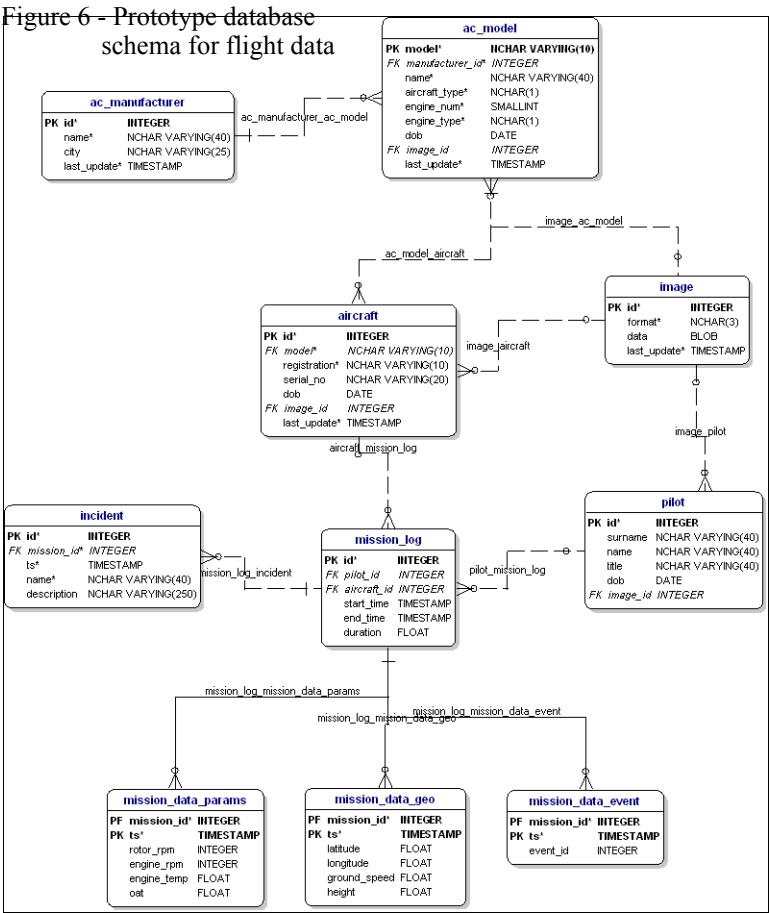 Figure 6 - Prototype database
schema for flight data
ac_model
PK model* NCHAR VARYING(10)
FK manufacturer_id* INTEGER
name* NCHAR VARYING(40)
aircraft_type* NCHAR(1)
engine_num* SMALLINT
engine_type* NCHAR(1)
dob DATE
FK image_id INTEGER
last_update* TIMESTAMP
ac_manufacturer
PK id* INTEGER
name* NCHAR VARYING(40)
city NCHAR VARYING(25)
last_update* TIMESTAMP
ac_manufacturer_ac_model
image_ac_model
ac_model_aircraft
image
PK id* INTEGER
format* NCHAR(3)
data BLOB
last_update* TIMESTAMP
aircraft
PK id* INTEGER
FK model* NCHAR VARYING(10)
registration* NCHAR VARYING(10)
serial_no NCHAR VARYING(20)
dob DATE
FK image_id INTEGER
last_update* TIMESTAMP
image_aircraft
image_pilot
aircraft_mission_log
incident
PK id* INTEGER
FK mission_id* INTEGER
ts* TIMESTAMP
name* NCHAR VARYING(40)
description NCHAR VARYING(250)
mission_log_incident
mission_log
PK id* INTEGER
FK pilot_id INTEGER
FK aircraft_id INTEGER
start_time TIMESTAMP
end_time TIMESTAMP
duration FLOAT
pilot_mission_log
pilot
PK id* INTEGER
surname NCHAR VARYING(40)
name NCHAR VARYING(40)
title NCHAR VARYING(40)
dob DATE
FK image_id INTEGER
mission_log_mission_data_params
mission_log_mission_data_geo
mission_log_mission_data_event
mission_data_params
PF mission_id* INTEGER
PK ts* TIMESTAMP
rotor_rpm INTEGER
engine_rpm INTEGER
engine_temp FLOAT
oat FLOAT
mission_data_geo
PF mission_id* INTEGER
PK ts* TIMESTAMP
latitude FLOAT
longitude FLOAT
ground_speed FLOAT
height FLOAT
mission_data_event
PF mission_id* INTEGER
PK ts* TIMESTAMP
event_id INTEGER